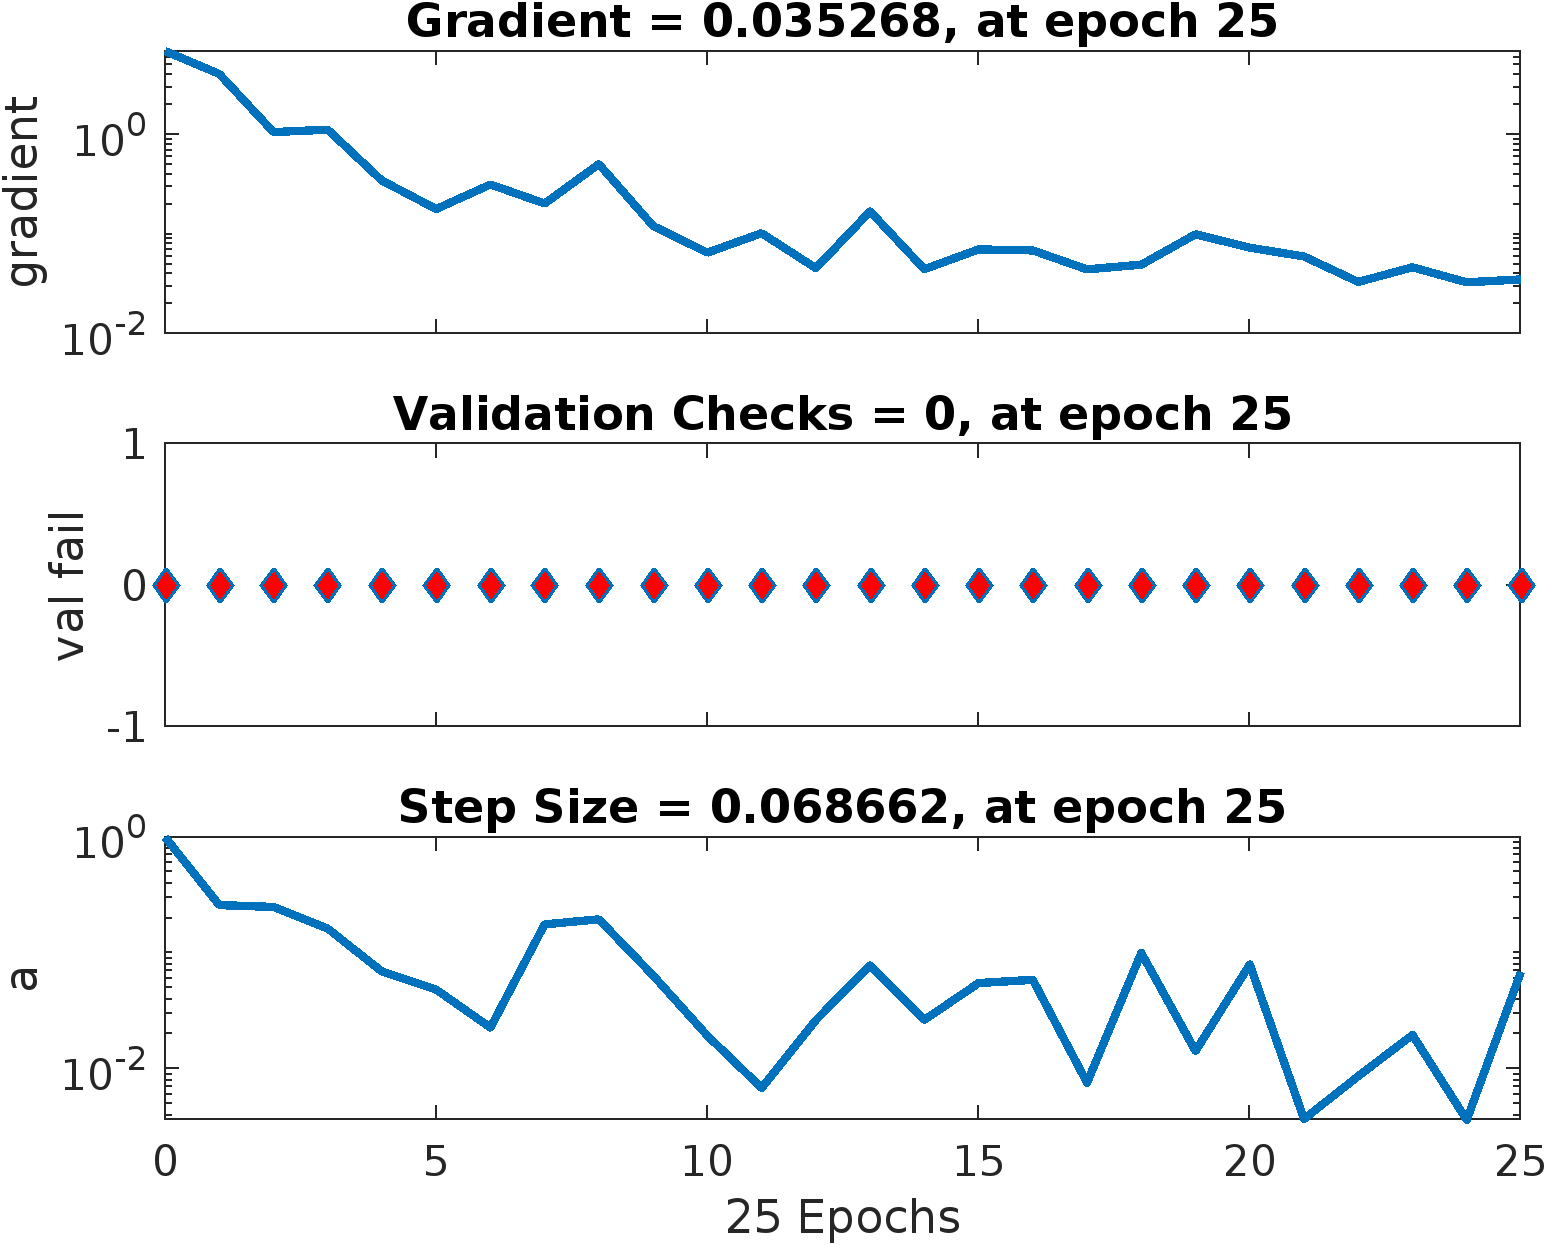 Gradient = 0.035268, at epoch 25
gradient
10^0
10^-2
Validation Checks = 0, at epoch 25
val fail
1
0
-1
Step Size = 0.068662, at epoch 25
a
10^0
10^-2
0 5 10 15 20 25
25 Epochs